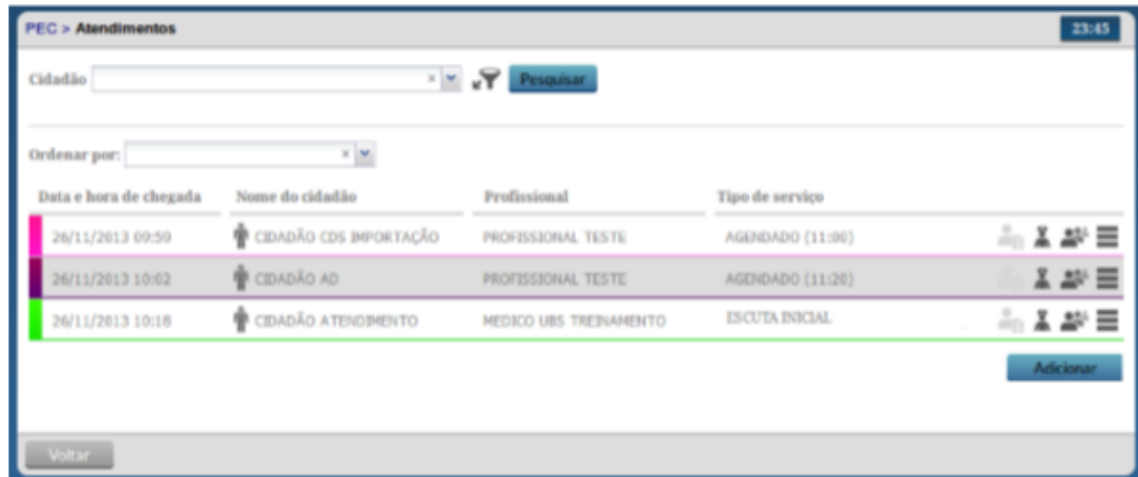 PEC > Atendimentos 23:45
Cidadão Pesquisar
Ordenar por:
Data e hora de chegada Nome do cidadão Profissional Tipo de serviço
26/11/2013 09:59 CIDADÃO CDS IMPORTAÇÃO PROFISSIONAL TESTE AGENDADO (11:00)
26/11/2013 10:02 CIDADÃO AD PROFISSIONAL TESTE AGENDADO (11:20)
26/11/2013 10:18 CIDADÃO ATENDIMENTO MEDICO UBS TREINAMENTO ESCUTA INICIAL
Adicionar
Voltar